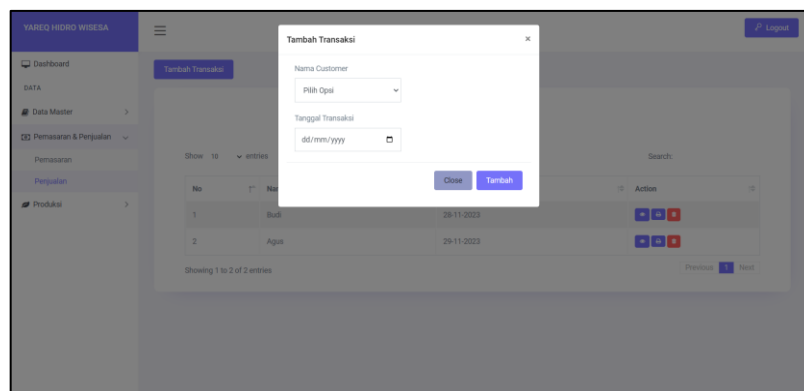 YAREQ HIDRO WISESA
Logout
Dashboard
DATA
Data Master
Pemasaran & Penjualan
Pemasaran
Penjualan
Produksi
Tambah Transaksi
Tambah Transaksi
×
Nama Customer
Pilih Opsi
Tanggal Transaksi
dd/mm/yyyy
Close Tambah
Show 10 entries Search:
No Na Action
1 Budi 28-11-2023
2 Agus 29-11-2023
Showing 1 to 2 of 2 entries Previous 1 Next